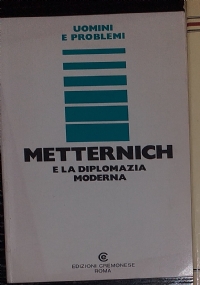 UOMINI
E PROBLEMI
METTERNICH
E LA DIPLOMAZIA
MODERNA
EDIZIONI CREMONESE
ROMA